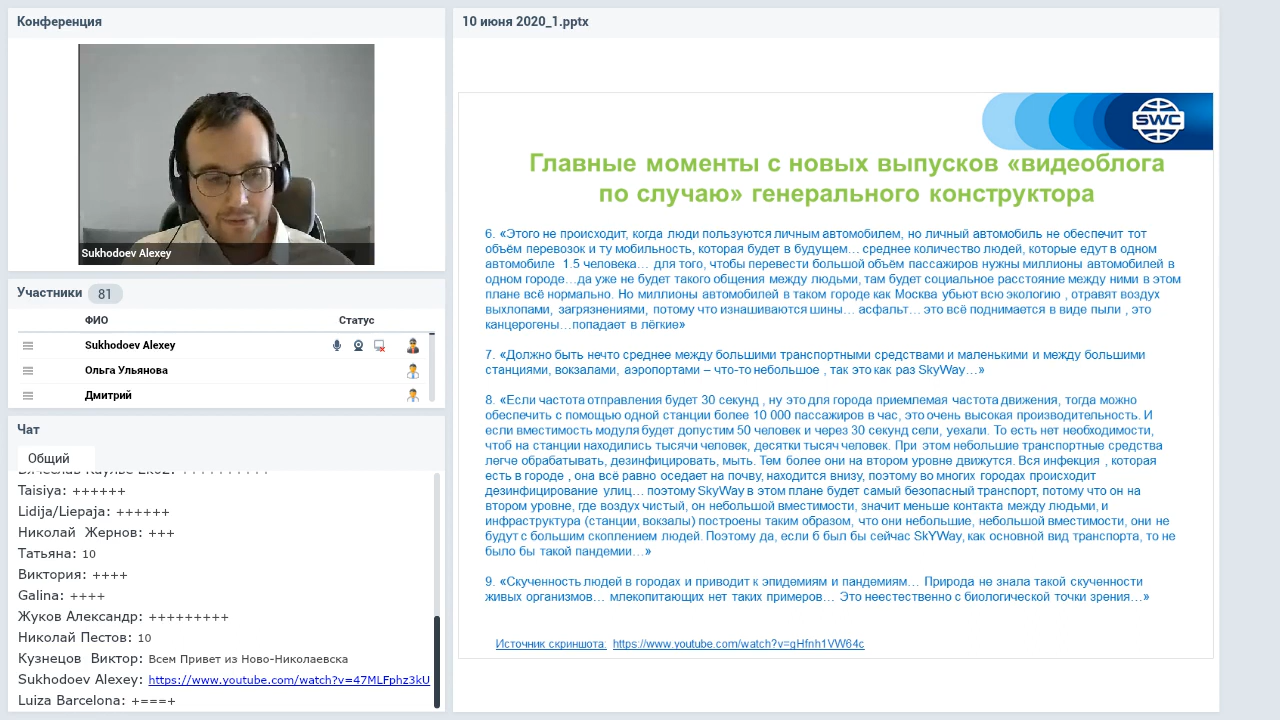 Конференция
Sukhodoev Alexey
Участники 81
ФИО Статус
Sukhodoev Alexey
Ольга Ульянова
Дмитрий
Чат
Общий
Taisiya: ++++++
Lidija/Liepaja: ++++++
Николай Жернов: +++
Татьяна: 10
Виктория: ++++
Galina: ++++
Жуков Александр: +++++++++
Николай Пестов: 10
Кузнецов Виктор: Всем Привет из Ново-Николаевска
Sukhodoev Alexey: https://www.youtube.com/watch?v=47MLFphz3kU
Luiza Barcelona: +===+
10 июня 2020_1.pptx
SWC
Главные моменты с новых выпусков «видеоблога
по случаю» генерального конструктора
6. «Этого не происходит, когда люди пользуются личным автомобилем, но личный автомобиль не обеспечит тот
объём перевозок и ту мобильность, которая будет в будущем… среднее количество людей, которые едут в одном
автомобиле 1.5 человека… для того, чтобы перевести большой объём пассажиров нужны миллионы автомобилей в
одном городе…да уже не будет такого общения между людьми, там будет социальное расстояние между ними в этом
плане всё нормально. Но миллионы автомобилей в таком городе как Москва убьют всю экологию , отравят воздух
выхлопами, загрязнениями, потому что изнашиваются шины… асфальт… это всё поднимается в виде пыли , это
канцерогены…попадает в лёгкие»
7. «Должно быть нечто среднее между большими транспортными средствами и маленькими и между большими
станциями, вокзалами, аэропортами – что-то небольшое , так это как раз SkyWay…»
8. «Если частота отправления будет 30 секунд , ну это для города приемлемая частота движения, тогда можно
обеспечить с помощью одной станции более 10 000 пассажиров в час, это очень высокая производительность. И
если вместимость модуля будет допустим 50 человек и через 30 секунд сели, уехали. То есть нет необходимости,
чтоб на станции находились тысячи человек, десятки тысяч человек. При этом небольшие транспортные средства
легче обрабатывать, дезинфицировать, мыть. Тем более они на втором уровне движутся. Вся инфекция , которая
есть в городе , она всё равно оседает на почву, находится внизу, поэтому во многих городах происходит
дезинфицирование улиц… поэтому SkyWay в этом плане будет самый безопасный транспорт, потому что он на
втором уровне, где воздух чистый, он небольшой вместимости, значит меньше контакта между людьми, и
инфраструктура (станции, вокзалы) построены таким образом, что они небольшие, небольшой вместимости, они не
будут с большим скоплением людей. Поэтому да, если б был бы сейчас SkYWay, как основной вид транспорта, то не
было бы такой пандемии…»
9. «Скученность людей в городах и приводит к эпидемиям и пандемиям… Природа не знала такой скученности
живых организмов… млекопитающих нет таких примеров… Это неестественно с биологической точки зрения…»
Источник скриншота: https://www.youtube.com/watch?v=gHfnh1VW64c